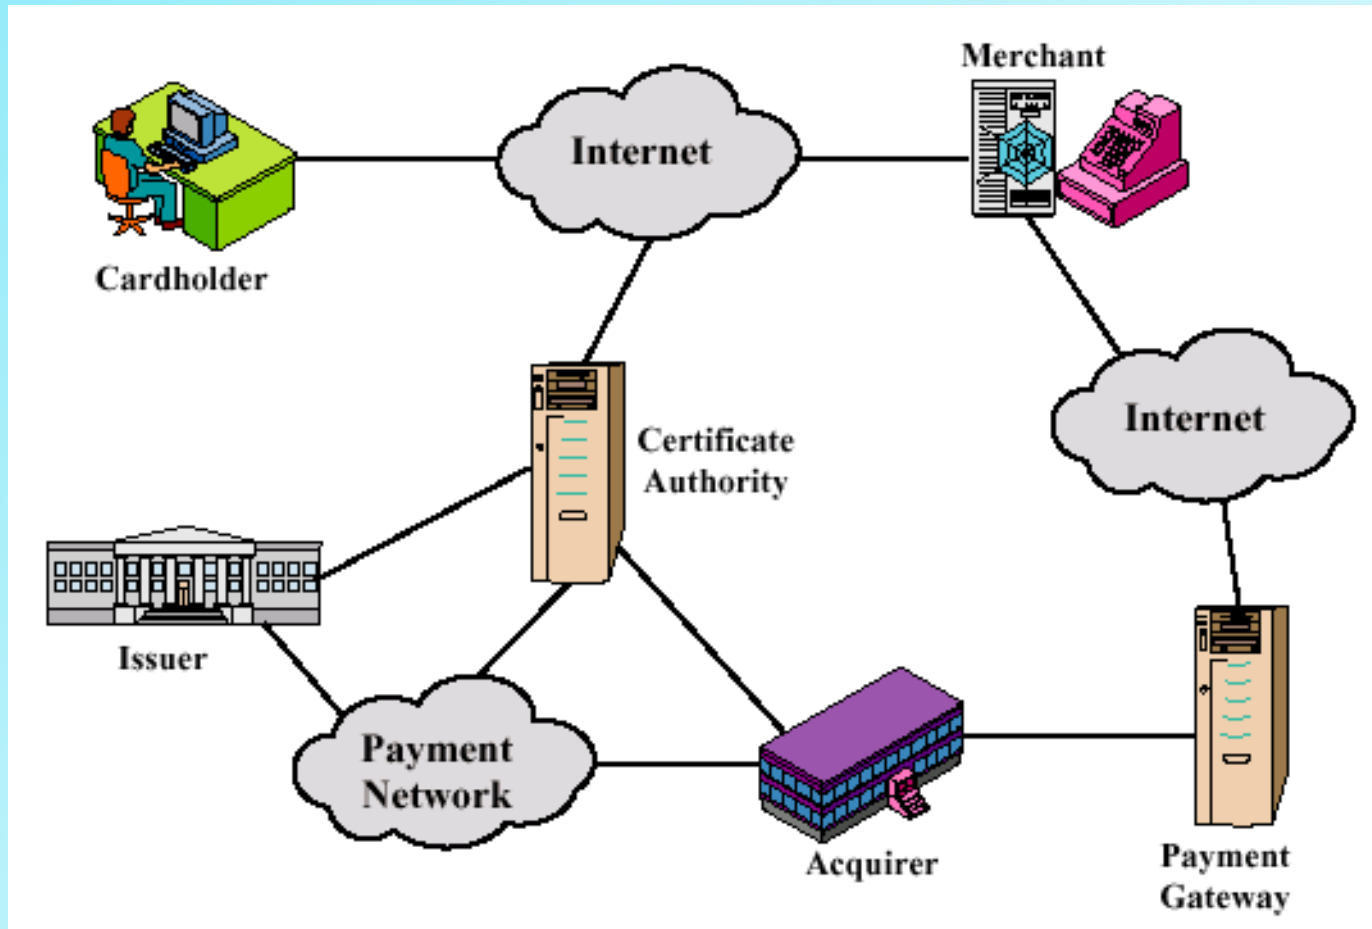 Merchant
Internet
Cardholder
Internet
Certificate
Authority
Issuer
Payment
Network
Acquirer
Payment
Gateway